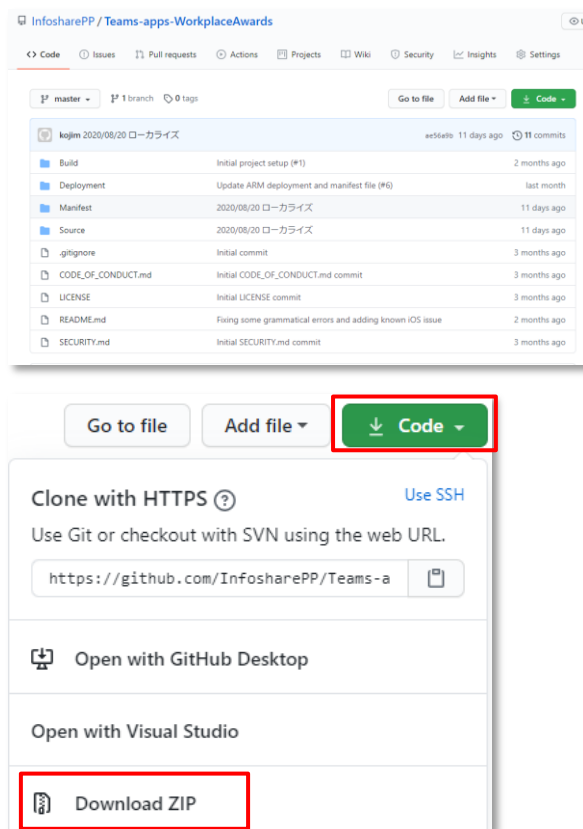 InfosharePP / Teams-apps-WorkplaceAwards
Code Issues Pull requests Actions Projects Wiki Security Insights Settings
master 1 branch 0 tags Go to file Add file Code
kojim 2020/08/20 ローカライズ ae56a9b 11 days ago 11 commits
Build Initial project setup (#1) 2 months ago
Deployment Update ARM deployment and manifest file (#6) last month
Manifest 2020/08/20 ローカライズ 11 days ago
Source 2020/08/20 ローカライズ 11 days ago
.gitignore Initial commit 3 months ago
CODE_OF_CONDUCT.md Initial CODE_OF_CONDUCT.md commit 3 months ago
LICENSE Initial LICENSE commit 3 months ago
README.md Fixing some grammatical errors and adding known iOS issue 2 months ago
SECURITY.md Initial SECURITY.md commit 3 months ago
Go to file Add file Code
Clone with HTTPS Use SSH
Use Git or checkout with SVN using the web URL.
https://github.com/InfosharePP/Teams-a
Open with GitHub Desktop
Open with Visual Studio
Download ZIP